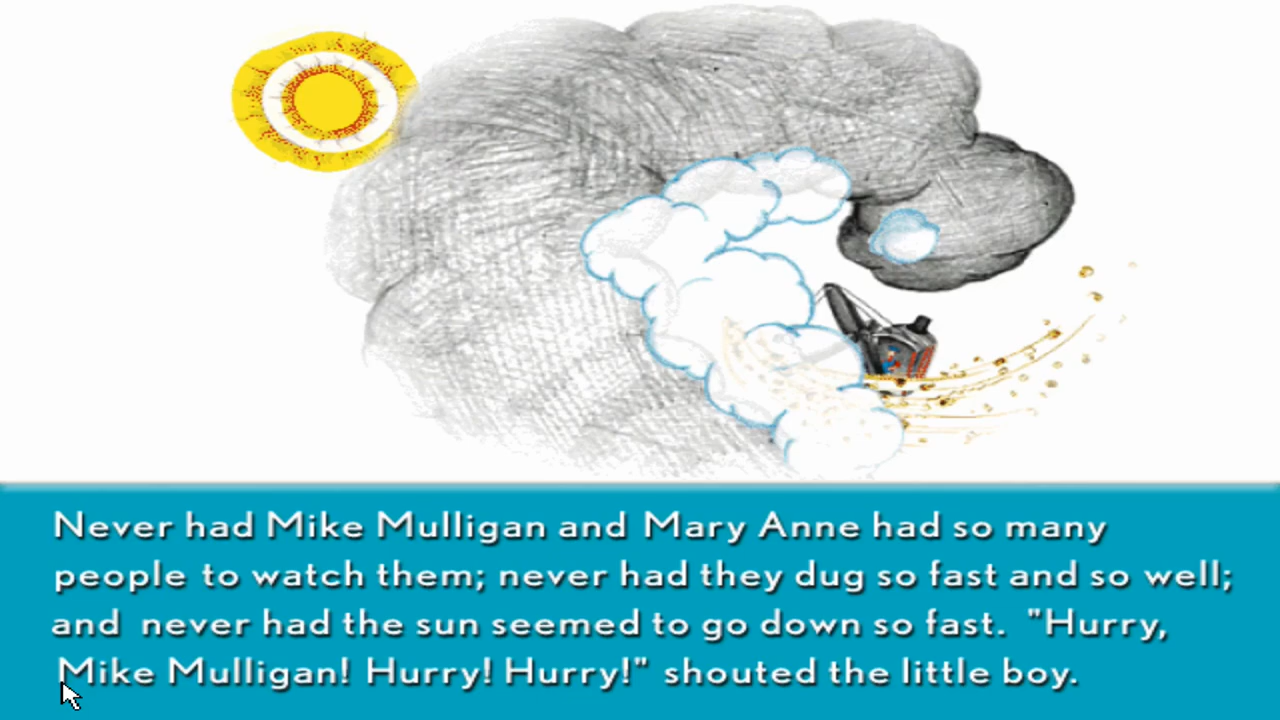 Never had Mike Mulligan and Mary Anne had so many
people to watch them; never had they dug so fast and so well;
and never had the sun seemed to go down so fast. "Hurry,
Mike Mulligan! Hurry! Hurry!" shouted the little boy.